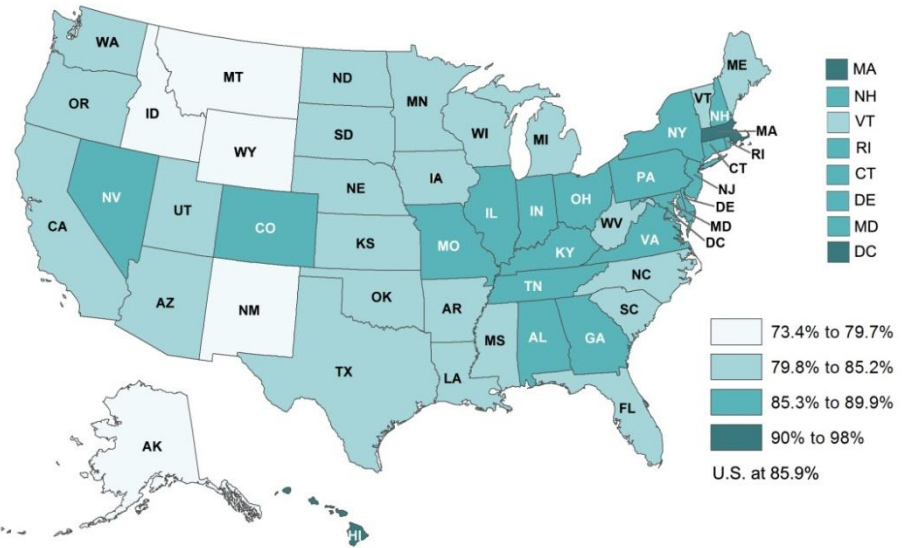 WA
MT
ND
MN
ME
OR
ID
WY
SD
WI
MI
VT
NH
NY
MA
RI
CT
NV
UT
CO
NE
IA
IL
IN
OH
PA
NJ
DE
MD
DC
CA
KS
MO
KY
WV
VA
AZ
NM
OK
AR
TN
NC
SC
TX
LA
MS
AL
GA
FL
AK
HI
MA
NH
VT
RI
CT
DE
MD
DC
73.4% to 79.7%
79.8% to 85.2%
85.3% to 89.9%
90% to 98%
U.S. at 85.9%